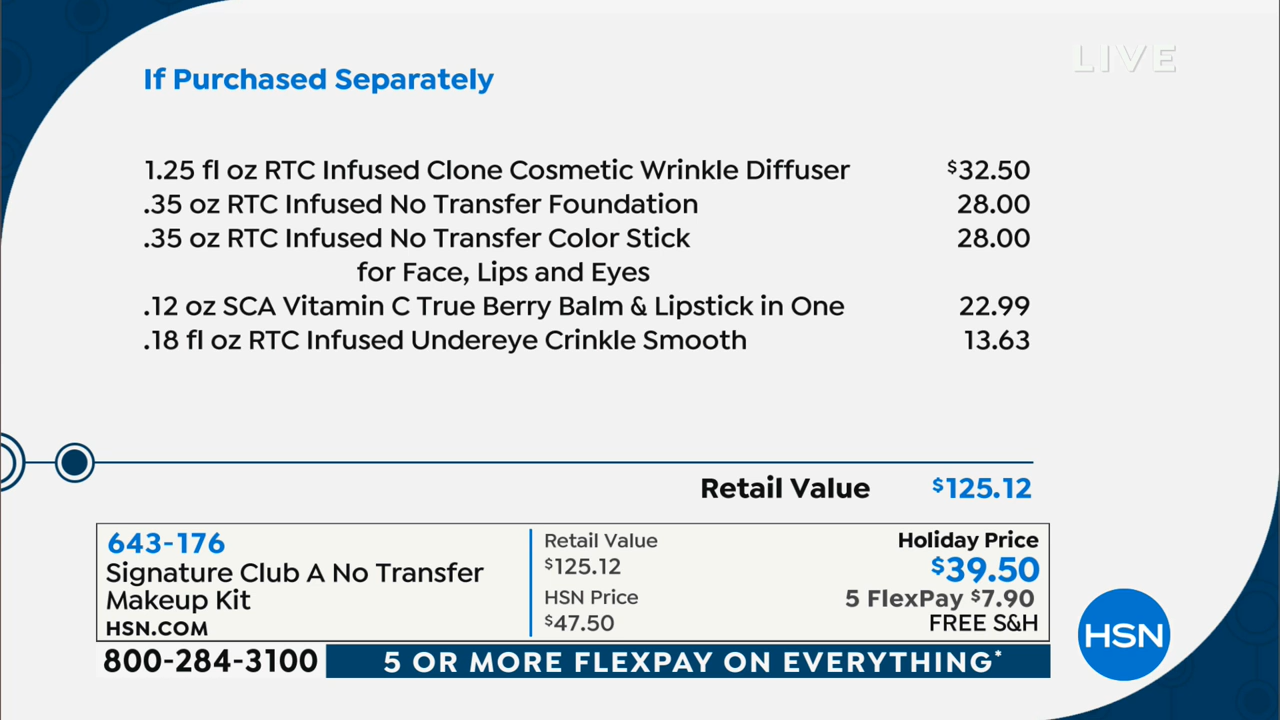 LIVE
If Purchased Separately
1.25 fl oz RTC Infused Clone Cosmetic Wrinkle Diffuser $32.50
.35 oz RTC Infused No Transfer Foundation 28.00
.35 oz RTC Infused No Transfer Color Stick 28.00
for Face, Lips and Eyes
.12 oz SCA Vitamin C True Berry Balm & Lipstick in One 22.99
.18 fl oz RTC Infused Undereye Crinkle Smooth 13.63
Retail Value $125.12
643-176
Signature Club A No Transfer
Makeup Kit
HSN.COM
Retail Value
$125.12
HSN Price
$47.50
Holiday Price
$39.50
5 FlexPay $7.90
FREE S&H
HSN
800-284-3100
5 OR MORE FLEXPAY ON EVERYTHING*